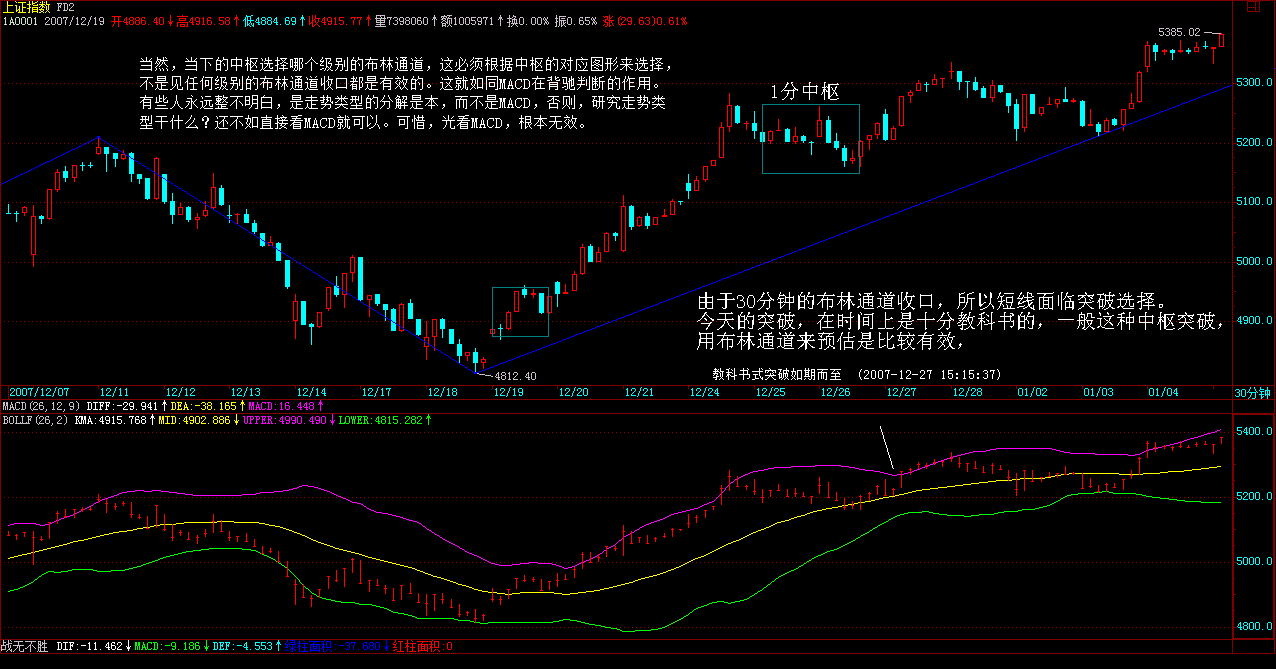 上证指数 FD2
1A0001 2007/12/19 开4888.40↓高4918.58↑低4884.69↑收4915.77↑量7398060↑额1005971↑换0.00% 振0.65% 涨(29.83)0.61%
5385.02
当然，当下的中枢选择哪个级别的布林通道，这必须根据中枢的对应图形来选择，
不是见任何级别的布林通道收口都是有效的。这就如同MACD在背驰判断的作用。
有些人永远整不明白，是走势类型的分解是本，而不是MACD，否则，研究走势类
型干什么？还不如直接看MACD就可以。可惜，光看MACD，根本无效。
1分中枢
5300.0
5200.0
5100.0
5000.0
4900.0
由于30分钟的布林通道收口，所以短线面临突破选择。
今天的突破，在时间上是十分教科书的，一般这种中枢突破，
用布林通道来预估是比较有效，
教科书式突破如期而至 (2007-12-27 15:15:37)
4812.40
2007/12/07 12/11 12/12 12/13 12/14 12/17 12/18 12/19 12/20 12/21 12/24 12/25 12/26 12/27 12/28 01/02 01/03 01/04 30分钟
MACD(26,12,9) DIFF:-29.941↑DEA:-38.165↑MACD:16.448↑
BOLLF(26,2) KMA:4915.768↑MID:4902.886↓UPPER:4990.490↓LOWER:4815.282↑
5400.0
5200.0
5000.0
4800.0
战无不胜 DIF:-11.462↓MACD:-9.186↓DEF:-4.553↑绿柱面积:-37.660↓红柱面积:0